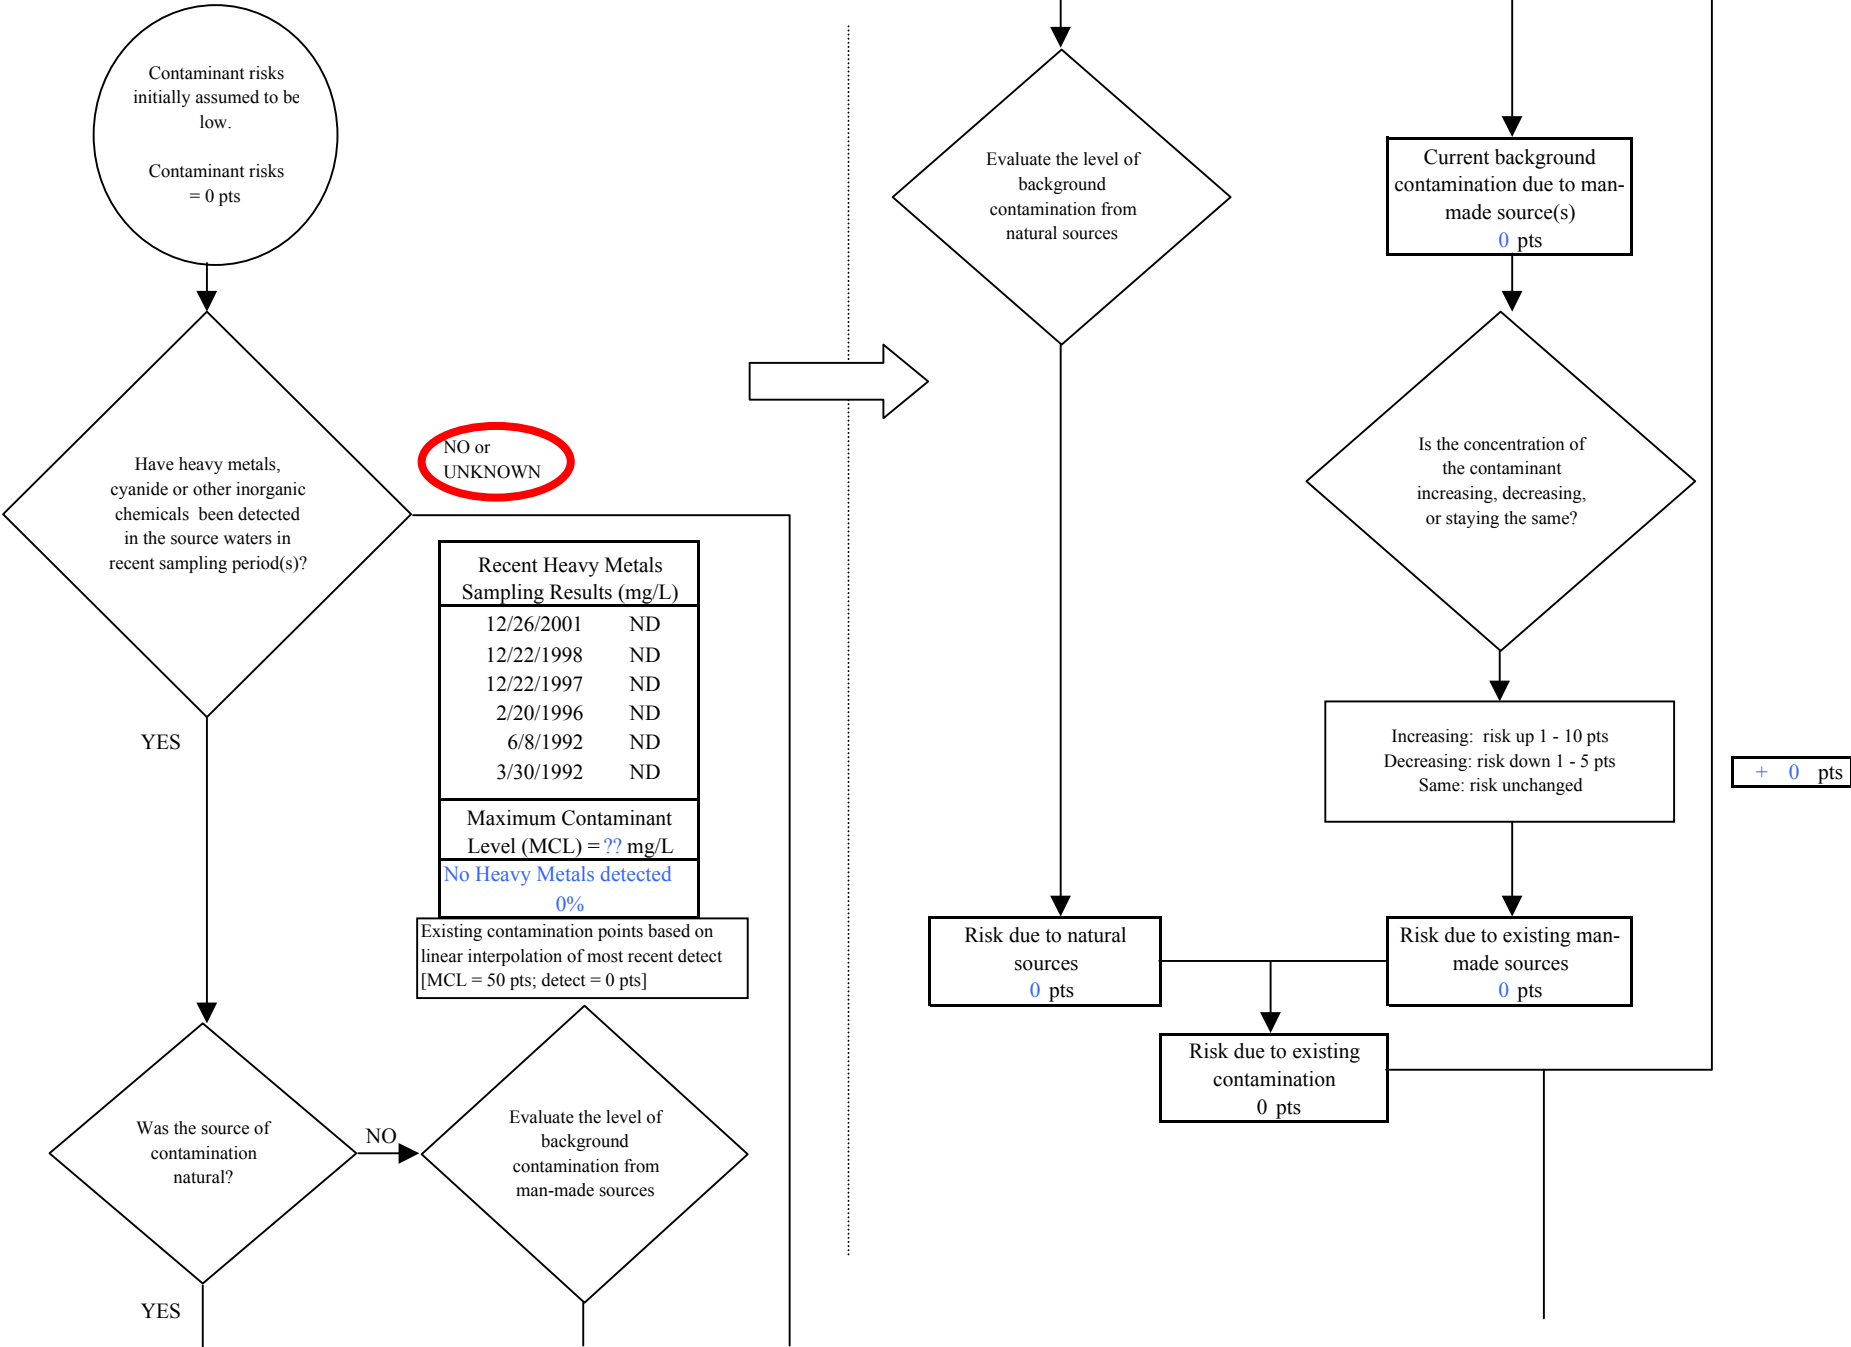 Contaminant risks
initially assumed to be
low.
Contaminant risks
= 0 pts
Have heavy metals,
cyanide or other inorganic
chemicals been detected
in the source waters in
recent sampling period(s)?
NO or
UNKNOWN
YES
Recent Heavy Metals
Sampling Results (mg/L)
12/26/2001 ND
12/22/1998 ND
12/22/1997 ND
2/20/1996 ND
6/8/1992 ND
3/30/1992 ND
Maximum Contaminant
Level (MCL) = ?? mg/L
No Heavy Metals detected
0%
Existing contamination points based on
linear interpolation of most recent detect
[MCL = 50 pts; detect = 0 pts]
Was the source of
contamination
natural?
NO
YES
Evaluate the level of
background
contamination from
man-made sources
Evaluate the level of
background
contamination from
natural sources
Current background
contamination due to man-
made source(s)
0 pts
Is the concentration of
the contaminant
increasing, decreasing,
or staying the same?
Increasing: risk up 1 - 10 pts
Decreasing: risk down 1 - 5 pts
Same: risk unchanged
+ 0 pts
Risk due to natural
sources
0 pts
Risk due to existing man-
made sources
0 pts
Risk due to existing
contamination
0 pts